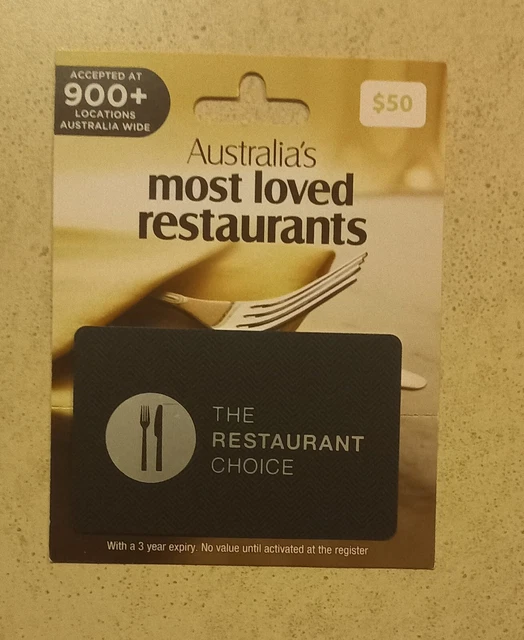 ACCEPTED AT
900+
LOCATIONS
AUSTRALIA WIDE
$50
Australia's
most loved
restaurants
THE
RESTAURANT
CHOICE
With a 3 year expiry. No value until activated at the register